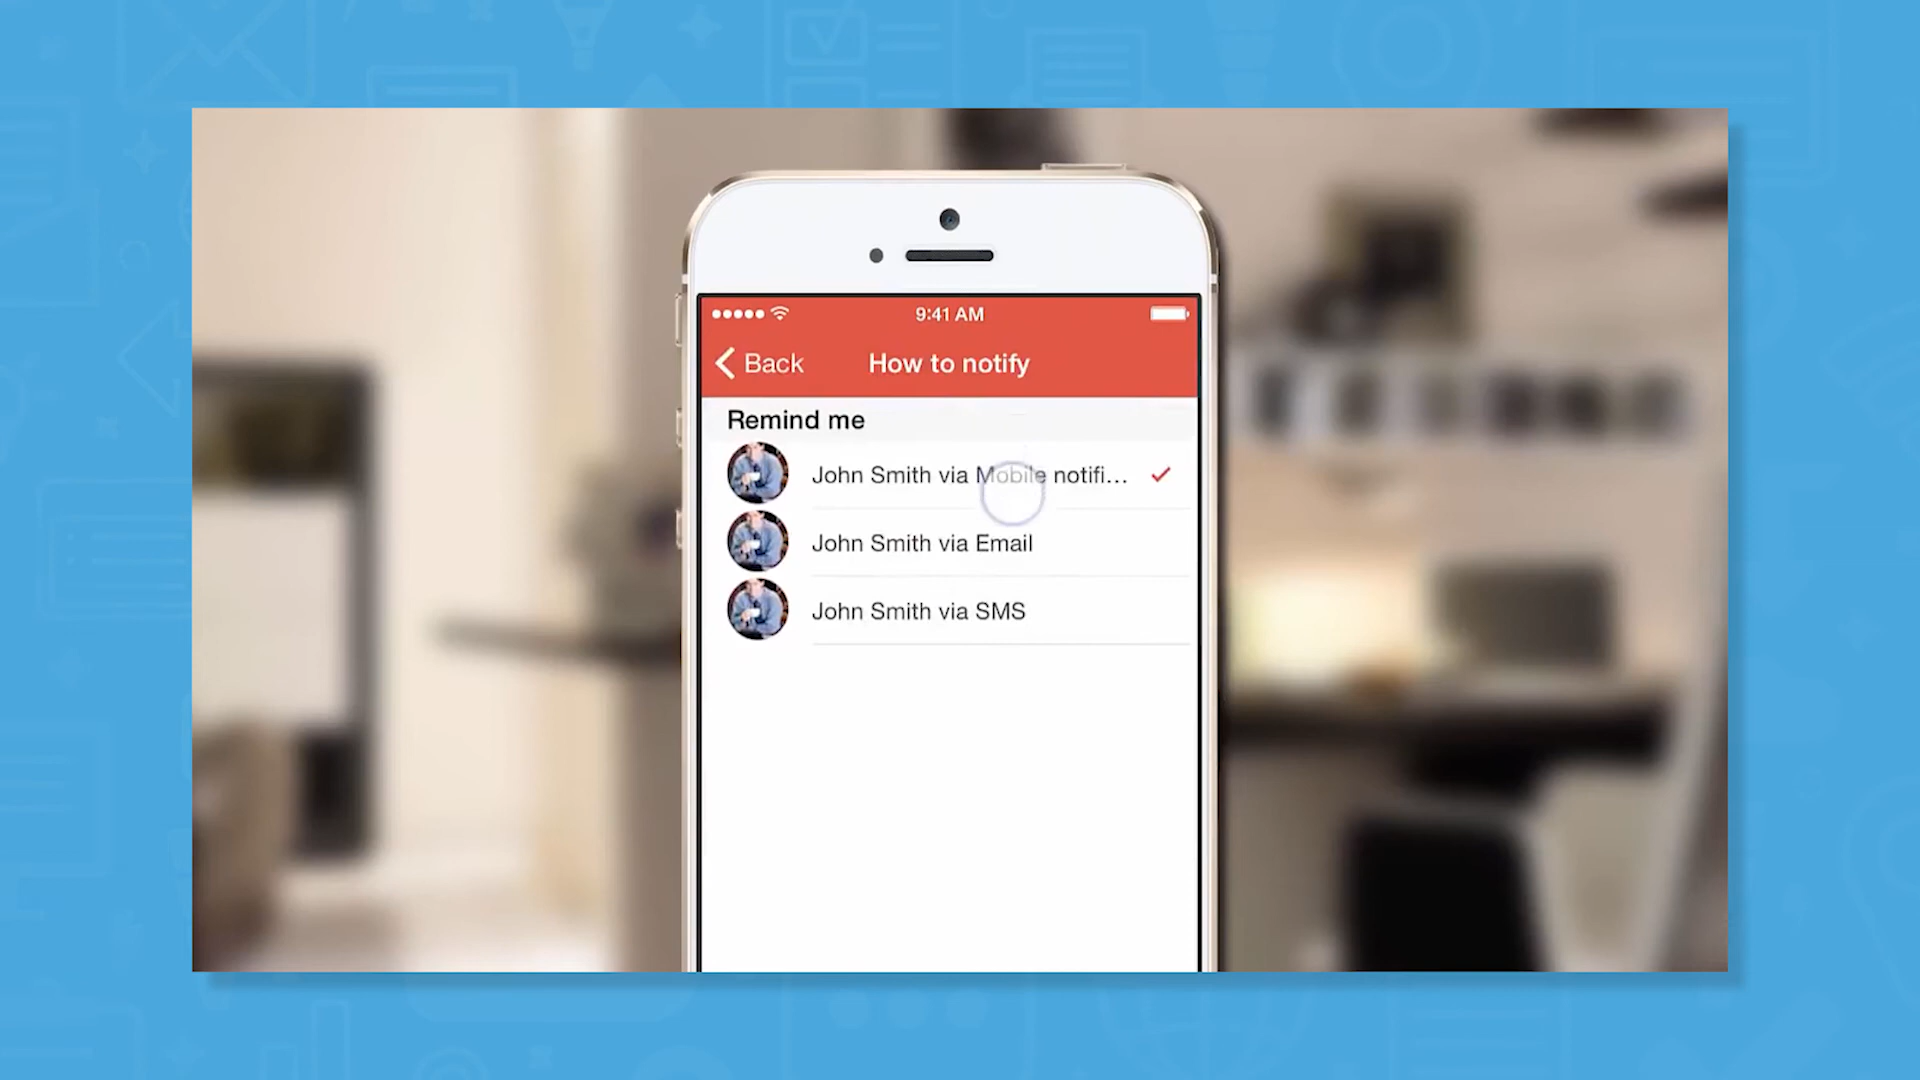 9:41 AM
Back
How to notify
Remind me
John Smith via Mobile notifi...
John Smith via Email
John Smith via SMS